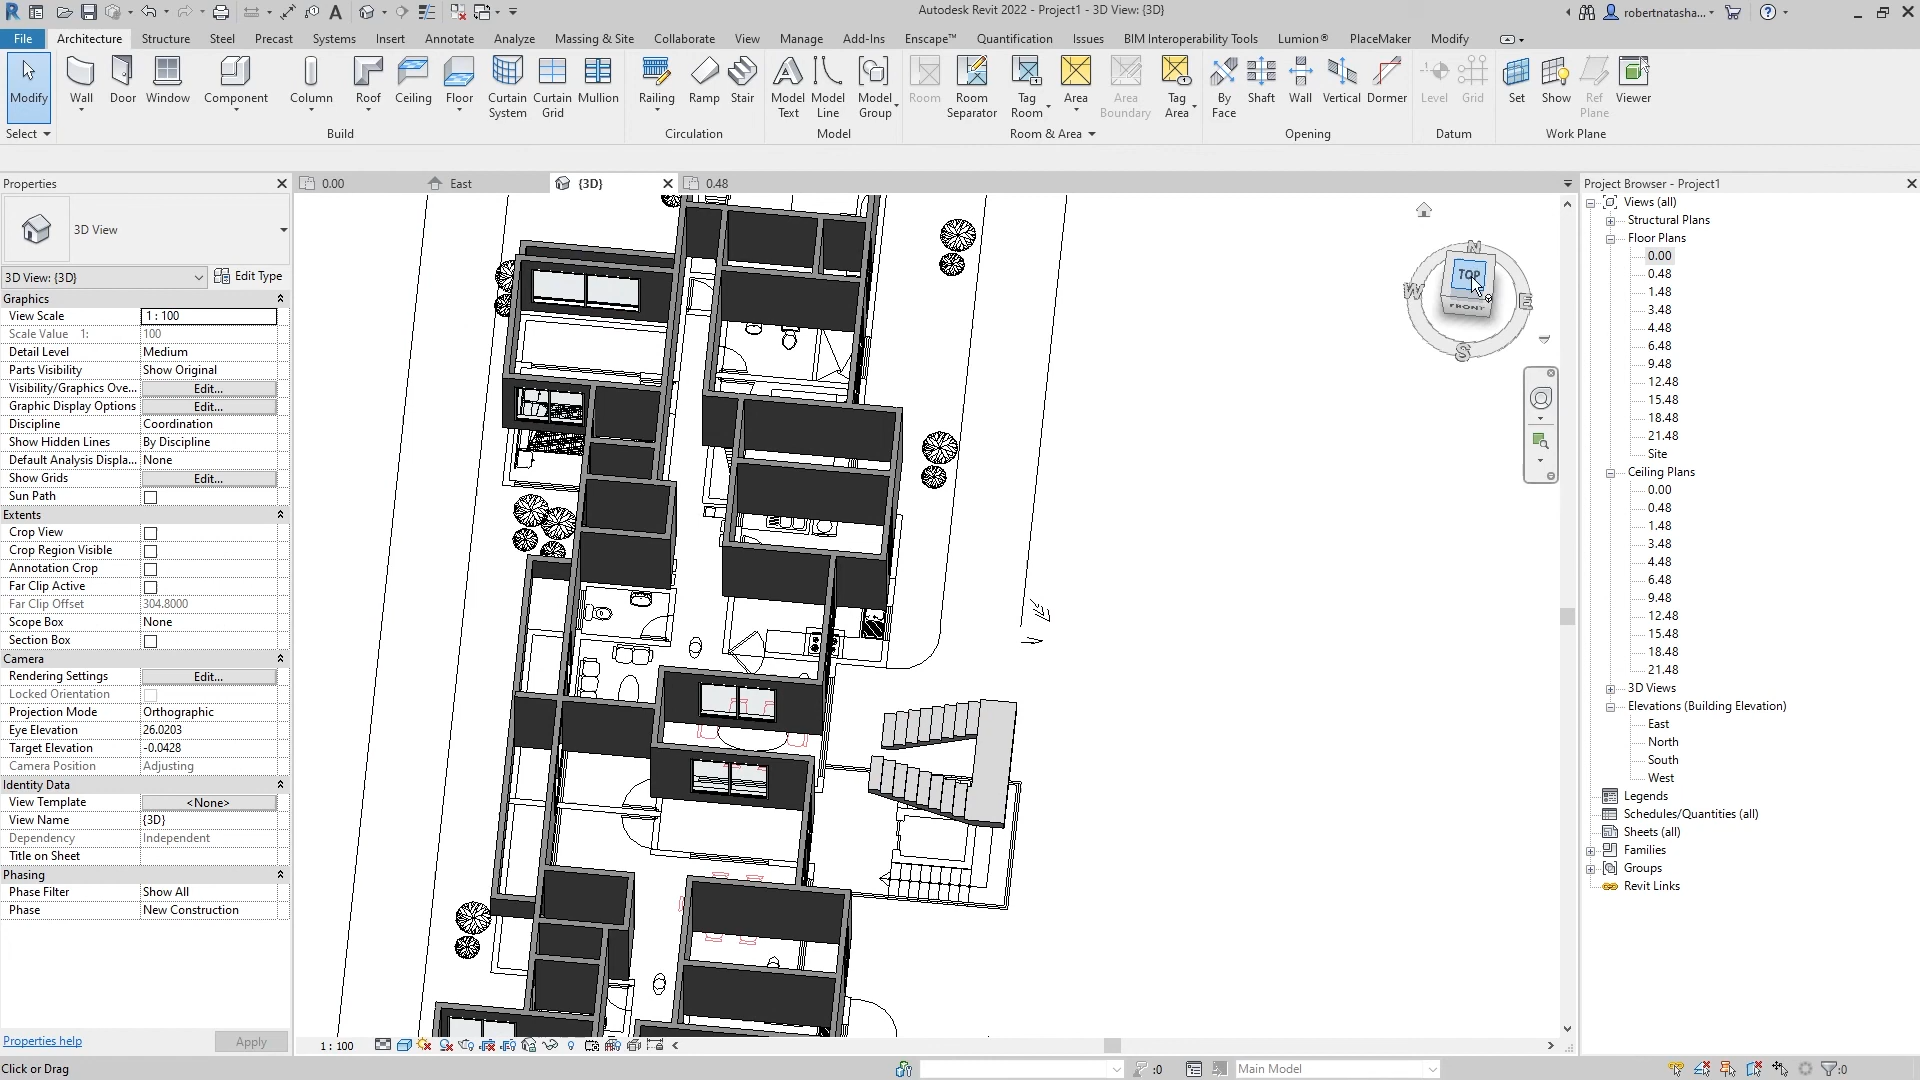 Autodesk Revit 2022 - Project1 - 3D View: {3D}
robertnatasha...
File Architecture Structure Steel Precast Systems Insert Annotate Analyze Massing & Site Collaborate View Manage Add-Ins Enscape™ Quantification Issues BIM Interoperability Tools Lumion® PlaceMaker Modify
Modify Wall Door Window Component Column Roof Ceiling Floor Curtain System Curtain Grid Mullion Railing Ramp Stair Model Text Model Line Model Group Room Room Separator Tag Room Area Area Boundary Tag Area By Face Shaft Wall Vertical Dormer Level Grid Set Show Ref Plane Viewer
Select Build Circulation Model Room & Area Opening Datum Work Plane
Properties
3D View
3D View: {3D} Edit Type
Graphics
View Scale 1 : 100
Scale Value 1: 100
Detail Level Medium
Parts Visibility Show Original
Visibility/Graphics Ove... Edit...
Graphic Display Options Edit...
Discipline Coordination
Show Hidden Lines By Discipline
Default Analysis Displa... None
Show Grids Edit...
Sun Path
Extents
Crop View
Crop Region Visible
Annotation Crop
Far Clip Active
Far Clip Offset 304.8000
Scope Box None
Section Box
Camera
Rendering Settings Edit...
Locked Orientation
Projection Mode Orthographic
Eye Elevation 26.0203
Target Elevation -0.0428
Camera Position Adjusting
Identity Data
View Template <None>
View Name {3D}
Dependency Independent
Title on Sheet
Phasing
Phase Filter Show All
Phase New Construction
Properties help Apply
0.00 East {3D} 0.48
N
W
TOP
E
FRONT
S
1 : 100
Project Browser - Project1
Views (all)
Structural Plans
Floor Plans
0.00
0.48
1.48
3.48
4.48
6.48
9.48
12.48
15.48
18.48
21.48
Site
Ceiling Plans
0.00
0.48
1.48
3.48
4.48
6.48
9.48
12.48
15.48
18.48
21.48
3D Views
Elevations (Building Elevation)
East
North
South
West
Legends
Schedules/Quantities (all)
Sheets (all)
Families
Groups
Revit Links
Click or Drag :0 Main Model :0